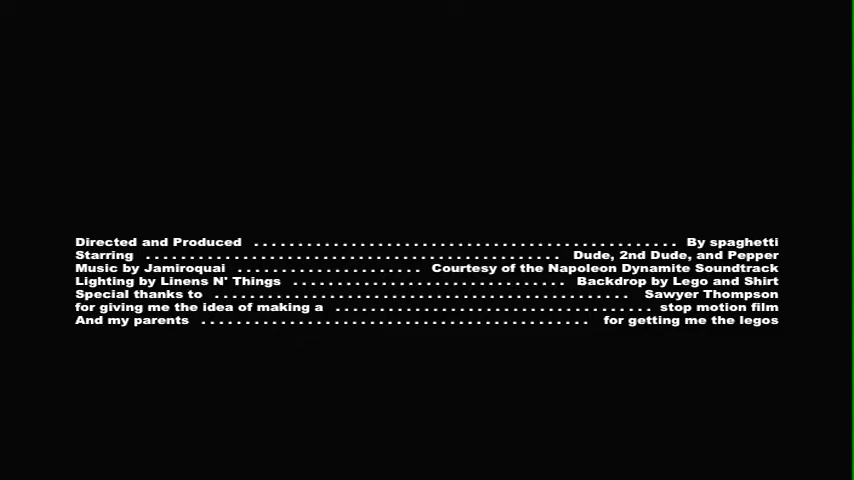 Directed and Produced . . . . . . . . . . . . . . . . . . . . . . . . . . . . . . . . . . . . . . . . . . . . . . . . By spaghetti
Starring . . . . . . . . . . . . . . . . . . . . . . . . . . . . . . . . . . . . . . . . . . . . . . . Dude, 2nd Dude, and Pepper
Music by Jamiroquai . . . . . . . . . . . . . . . . . . . . . Courtesy of the Napoleon Dynamite Soundtrack
Lighting by Linens N' Things . . . . . . . . . . . . . . . . . . . . . . . . . . . . . . . Backdrop by Lego and Shirt
Special thanks to . . . . . . . . . . . . . . . . . . . . . . . . . . . . . . . . . . . . . . . . . . . . . . . Sawyer Thompson
for giving me the idea of making a . . . . . . . . . . . . . . . . . . . . . . . . . . . . . . . . . . . . stop motion film
And my parents . . . . . . . . . . . . . . . . . . . . . . . . . . . . . . . . . . . . . . . . . . . . for getting me the legos